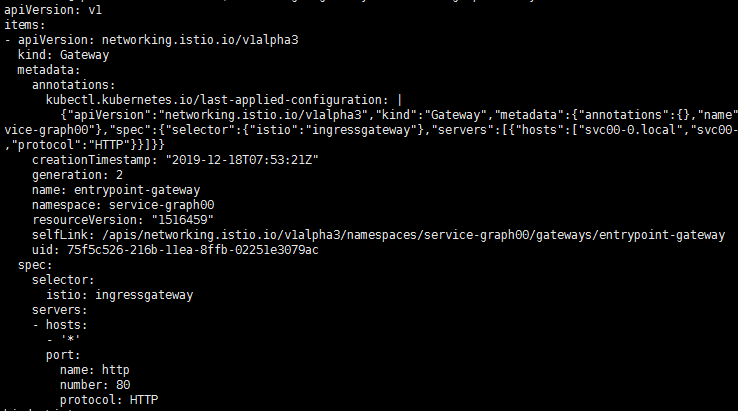 apiVersion: v1
items:
- apiVersion: networking.istio.io/v1alpha3
  kind: Gateway
  metadata:
    annotations:
      kubectl.kubernetes.io/last-applied-configuration: |
        {"apiVersion":"networking.istio.io/v1alpha3","kind":"Gateway","metadata":{"annotations":{},"name"
vice-graph00"},"spec":{"selector":{"istio":"ingressgateway"},"servers":[{"hosts":["svc00-0.local","svc00-
,"protocol":"HTTP"}}]}}
    creationTimestamp: "2019-12-18T07:53:21Z"
    generation: 2
    name: entrypoint-gateway
    namespace: service-graph00
    resourceVersion: "1516459"
    selfLink: /apis/networking.istio.io/v1alpha3/namespaces/service-graph00/gateways/entrypoint-gateway
    uid: 75f5c526-216b-11ea-8ffb-02251e3079ac
  spec:
    selector:
      istio: ingressgateway
    servers:
    - hosts:
      - '*'
      port:
        name: http
        number: 80
        protocol: HTTP